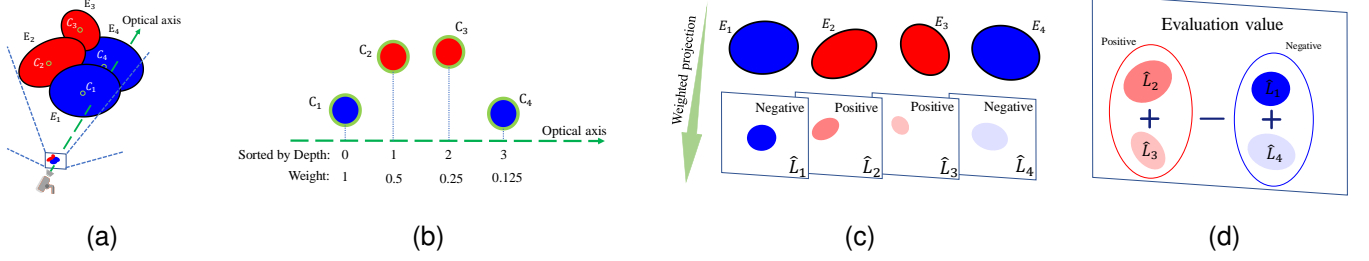 E₃
C₃
E₂
E₄
Optical axis
C₂
C₄
C₁
E₁
(a)
C₁
C₂
C₃
C₄
Optical axis
Sorted by Depth: 0 1 2 3
Weight: 1 0.5 0.25 0.125
(b)
Weighted projection
E₁ E₂ E₃ E₄
Negative Positive Positive Negative
L̂₁ L̂₂ L̂₃ L̂₄
(c)
Evaluation value
Positive
Negative
L̂₂ L̂₁
+ − +
L̂₃ L̂₄
(d)